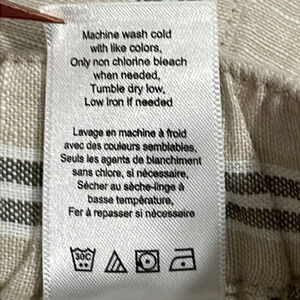 Machine wash cold
with like colors,
Only non chlorine bleach
when needed,
Tumble dry low,
Low iron if needed
Lavage en machine à froid
avec des couleurs semblables.
Seuls les agents de blanchiment
sans chlore, si nécessaire,
Sécher au sèche-linge à
basse température,
Fer à repasser si nécessaire
30C